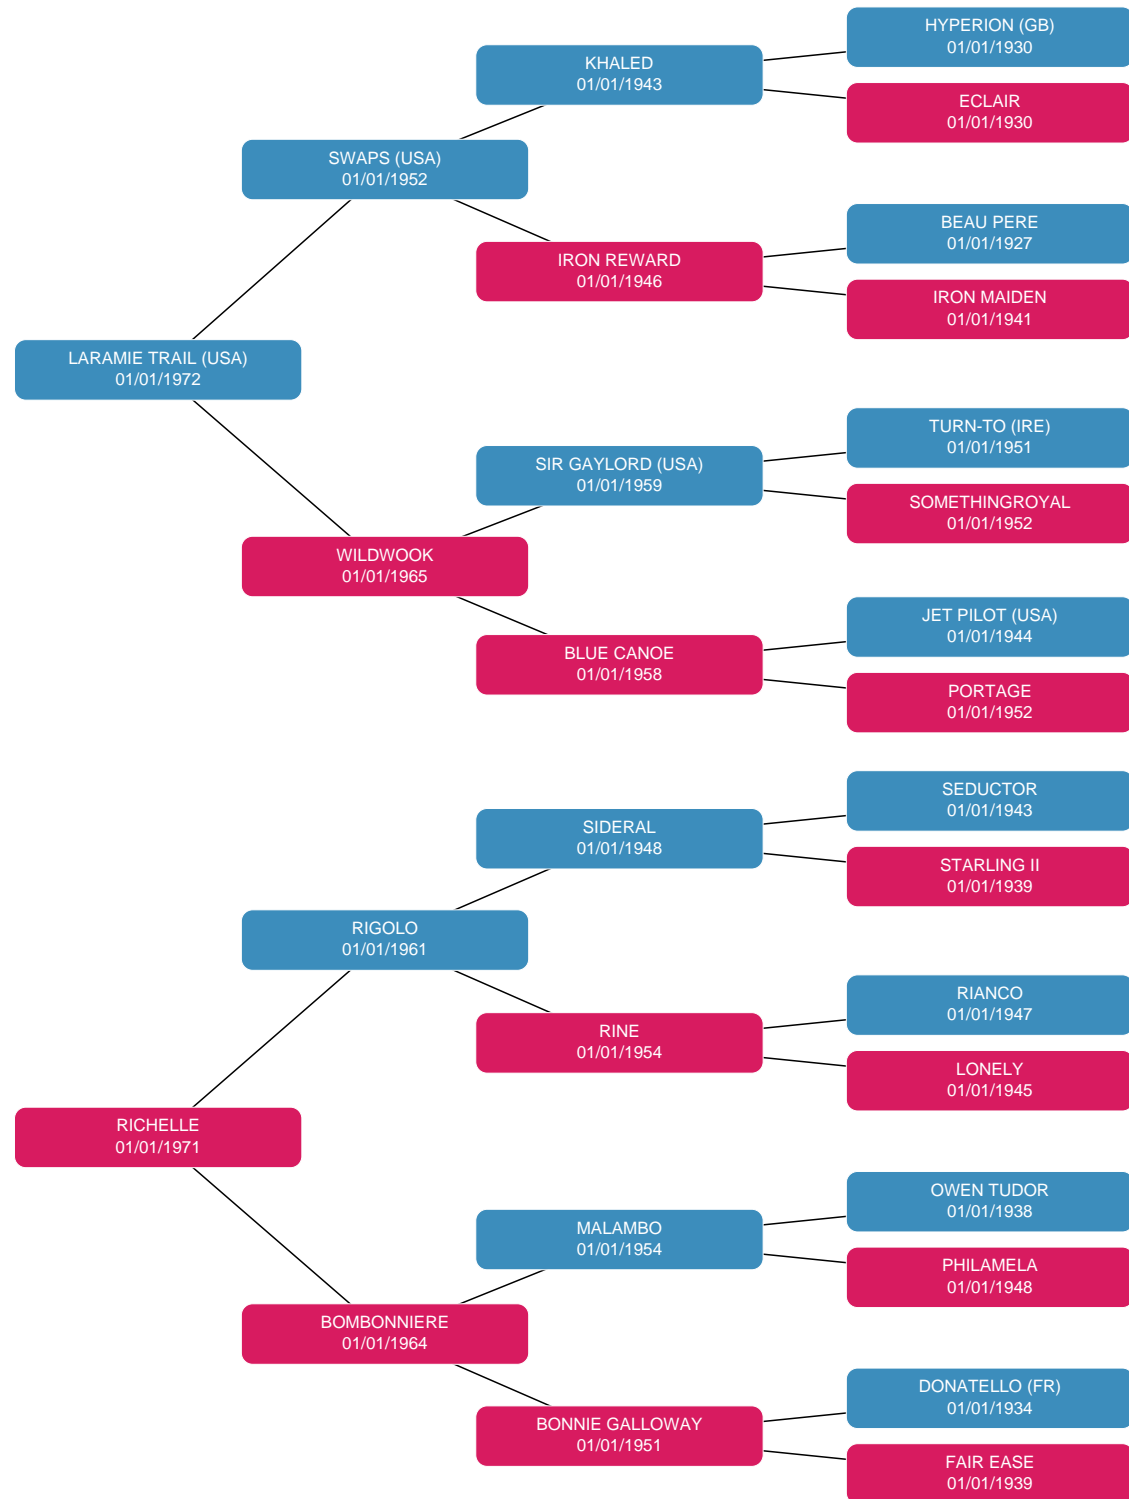 HYPERION (GB)
01/01/1930
KHALED
01/01/1943
ECLAIR
01/01/1930
SWAPS (USA)
01/01/1952
BEAU PERE
01/01/1927
IRON REWARD
01/01/1946
IRON MAIDEN
01/01/1941
LARAMIE TRAIL (USA)
01/01/1972
TURN-TO (IRE)
01/01/1951
SIR GAYLORD (USA)
01/01/1959
SOMETHINGROYAL
01/01/1952
WILDWOOK
01/01/1965
JET PILOT (USA)
01/01/1944
BLUE CANOE
01/01/1958
PORTAGE
01/01/1952
SEDUCTOR
01/01/1943
SIDERAL
01/01/1948
STARLING II
01/01/1939
RIGOLO
01/01/1961
RIANCO
01/01/1947
RINE
01/01/1954
LONELY
01/01/1945
RICHELLE
01/01/1971
OWEN TUDOR
01/01/1938
MALAMBO
01/01/1954
PHILAMELA
01/01/1948
BOMBONNIERE
01/01/1964
DONATELLO (FR)
01/01/1934
BONNIE GALLOWAY
01/01/1951
FAIR EASE
01/01/1939